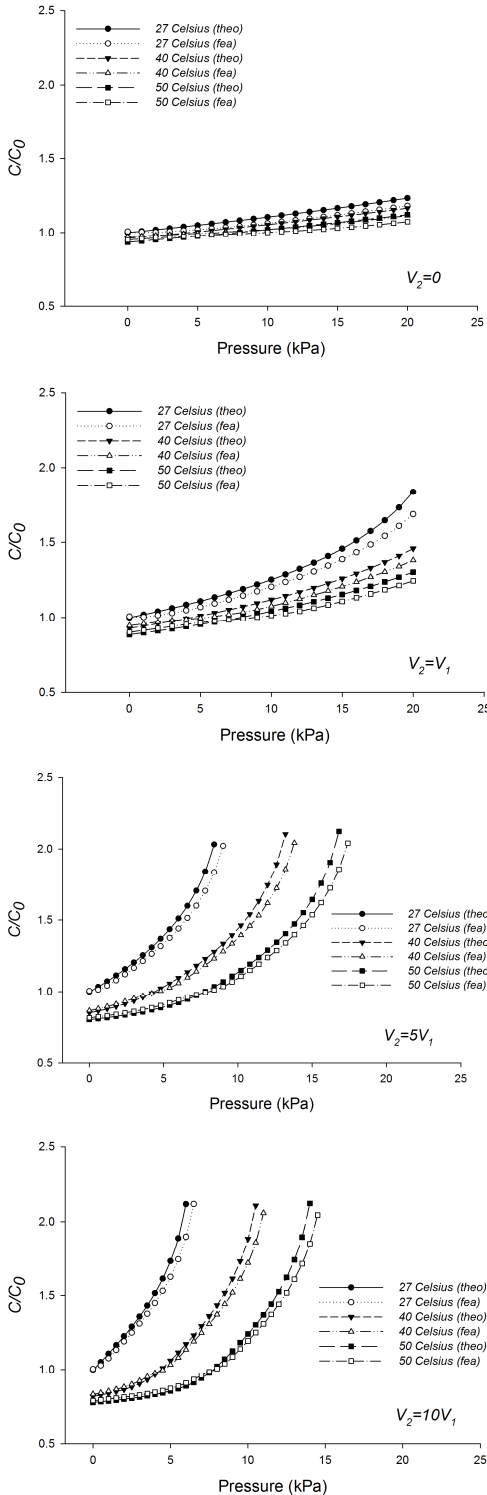 2.5
27 Celsius (theo)
27 Celsius (fea)
40 Celsius (theo)
40 Celsius (fea)
50 Celsius (theo)
50 Celsius (fea)
2.0
C/C0
1.5
1.0
0.5
V2=0
0 5 10 15 20 25
Pressure (kPa)
2.5
27 Celsius (theo)
27 Celsius (fea)
40 Celsius (theo)
40 Celsius (fea)
50 Celsius (theo)
50 Celsius (fea)
2.0
C/C0
1.5
1.0
0.5
V2=V1
0 5 10 15 20 25
Pressure (kPa)
2.5
2.0
C/C0
1.5
1.0
0.5
27 Celsius (theo)
27 Celsius (fea)
40 Celsius (theo)
40 Celsius (fea)
50 Celsius (theo)
50 Celsius (fea)
V2=5V1
0 5 10 15 20 25
Pressure (kPa)
2.5
2.0
C/C0
1.5
1.0
0.5
27 Celsius (theo)
27 Celsius (fea)
40 Celsius (theo)
40 Celsius (fea)
50 Celsius (theo)
50 Celsius (fea)
V2=10V1
0 5 10 15 20 25
Pressure (kPa)